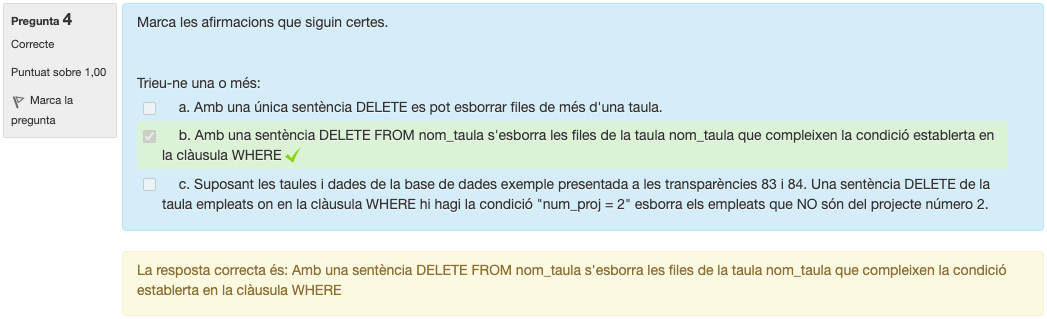 Pregunta 4
Correcte
Puntuat sobre 1,00
Marca la
pregunta
Marca les afirmacions que siguin certes.
Trieu-ne una o més:
a. Amb una única sentència DELETE es pot esborrar files de més d'una taula.
b. Amb una sentència DELETE FROM nom_taula s'esborra les files de la taula nom_taula que compleixen la condició establerta en
la clàusula WHERE
c. Suposant les taules i dades de la base de dades exemple presentada a les transparències 83 i 84. Una sentència DELETE de la
taula empleats on en la clàusula WHERE hi hagi la condició "num_proj = 2" esborra els empleats que NO són del projecte número 2.
La resposta correcta és: Amb una sentència DELETE FROM nom_taula s'esborra les files de la taula nom_taula que compleixen la condició
establerta en la clàusula WHERE